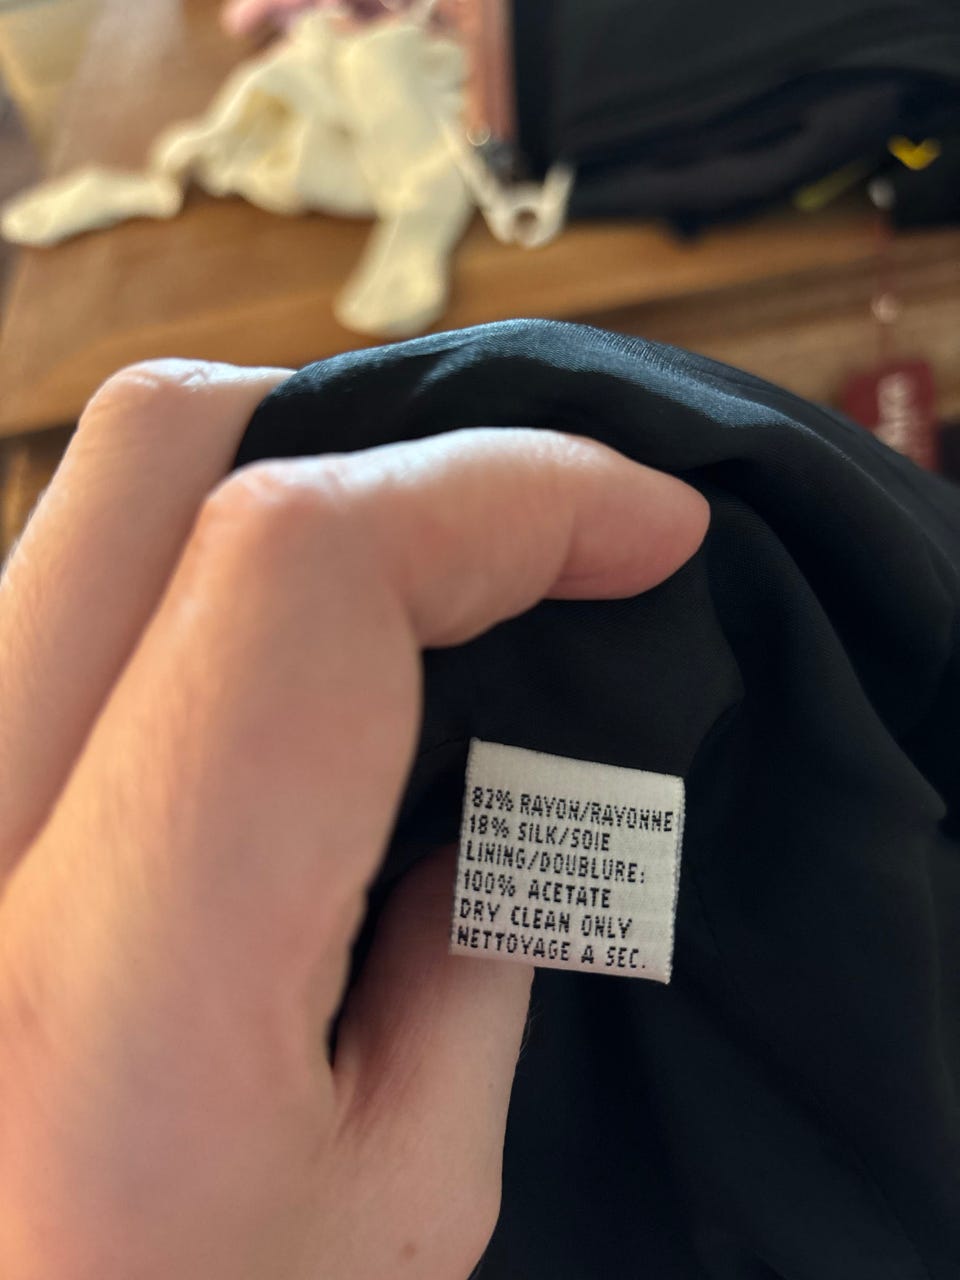 82% RAYON/RAYONNE
18% SILK/SOIE
LINING/DOUBLURE:
100% ACETATE
DRY CLEAN ONLY
NETTOYAGE A SEC.